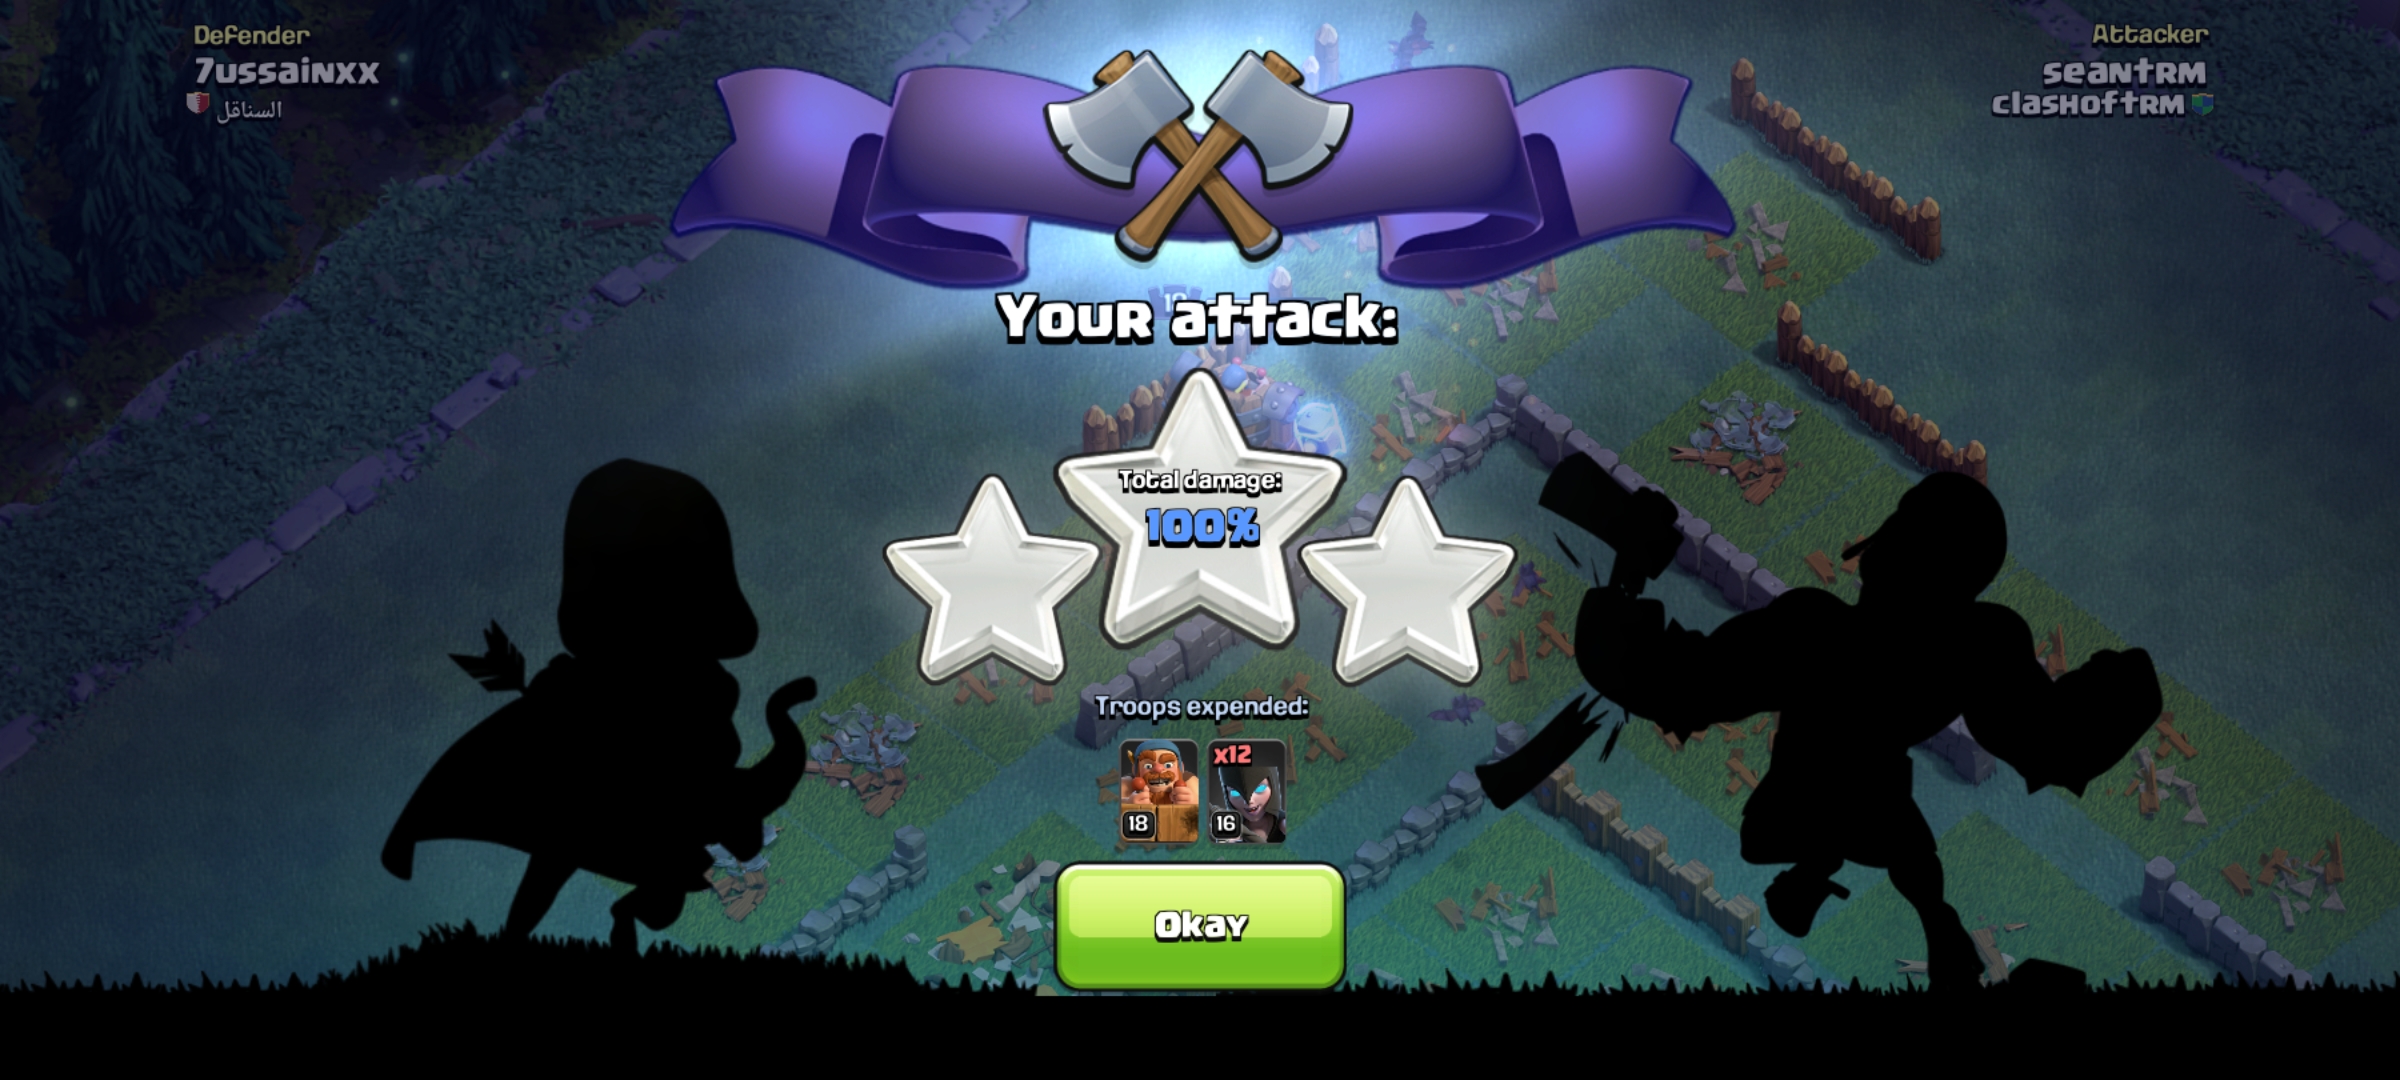 Defender
7ussainxx
السناقل
Attacker
seantRM
clashoftRM
Your attack:
Total damage:
100%
Troops expended:
x12
18
16
Okay